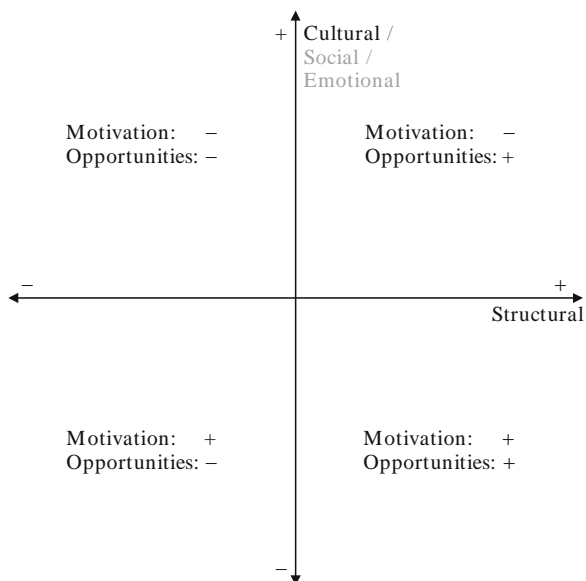 + Cultural /
Social /
Emotional
Motivation: −
Opportunities: −
Motivation: −
Opportunities: +
− +
Structural
Motivation: +
Opportunities: −
Motivation: +
Opportunities: +
−